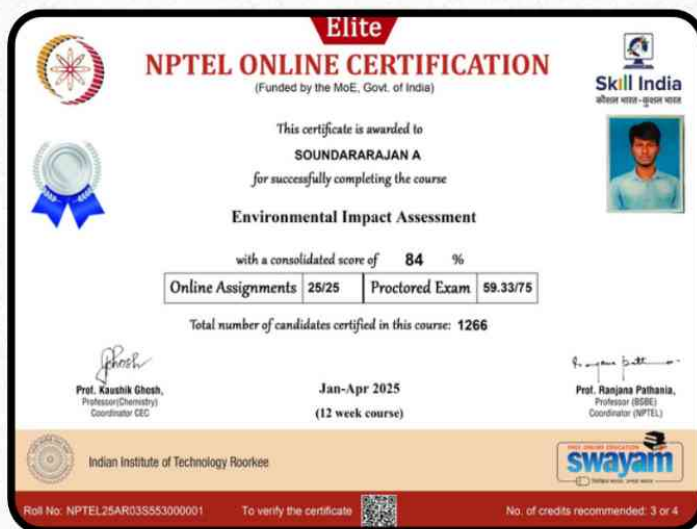 Elite
NPTEL ONLINE CERTIFICATION
(Funded by the MoE, Govt. of India)
Skill India
कौशल भारत-कुशल भारत
This certificate is awarded to
SOUNDARARAJAN A
for successfully completing the course
Environmental Impact Assessment
with a consolidated score of 84 %
Online Assignments 25/25 Proctored Exam 59.33/75
Total number of candidates certified in this course: 1266
Prof. Kaushik Ghosh,
Professor(Chemistry)
Coordinator CEC
Jan-Apr 2025
(12 week course)
Prof. Ranjana Pathania,
Professor (BSBE)
Coordinator (NPTEL)
Indian Institute of Technology Roorkee
FREE ONLINE EDUCATION
swayam
Roll No: NPTEL25AR03S553000001 To verify the certificate No. of credits recommended: 3 or 4